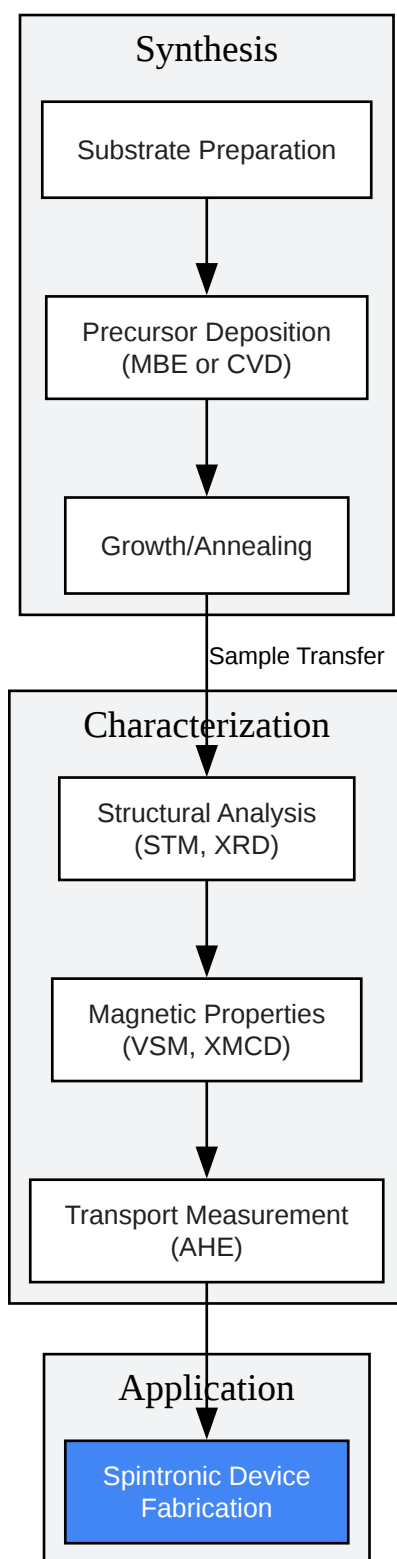 Synthesis
Substrate Preparation
Precursor Deposition
(MBE or CVD)
Growth/Annealing
Sample Transfer
Characterization
Structural Analysis
(STM, XRD)
Magnetic Properties
(VSM, XMCD)
Transport Measurement
(AHE)
Application
Spintronic Device
Fabrication